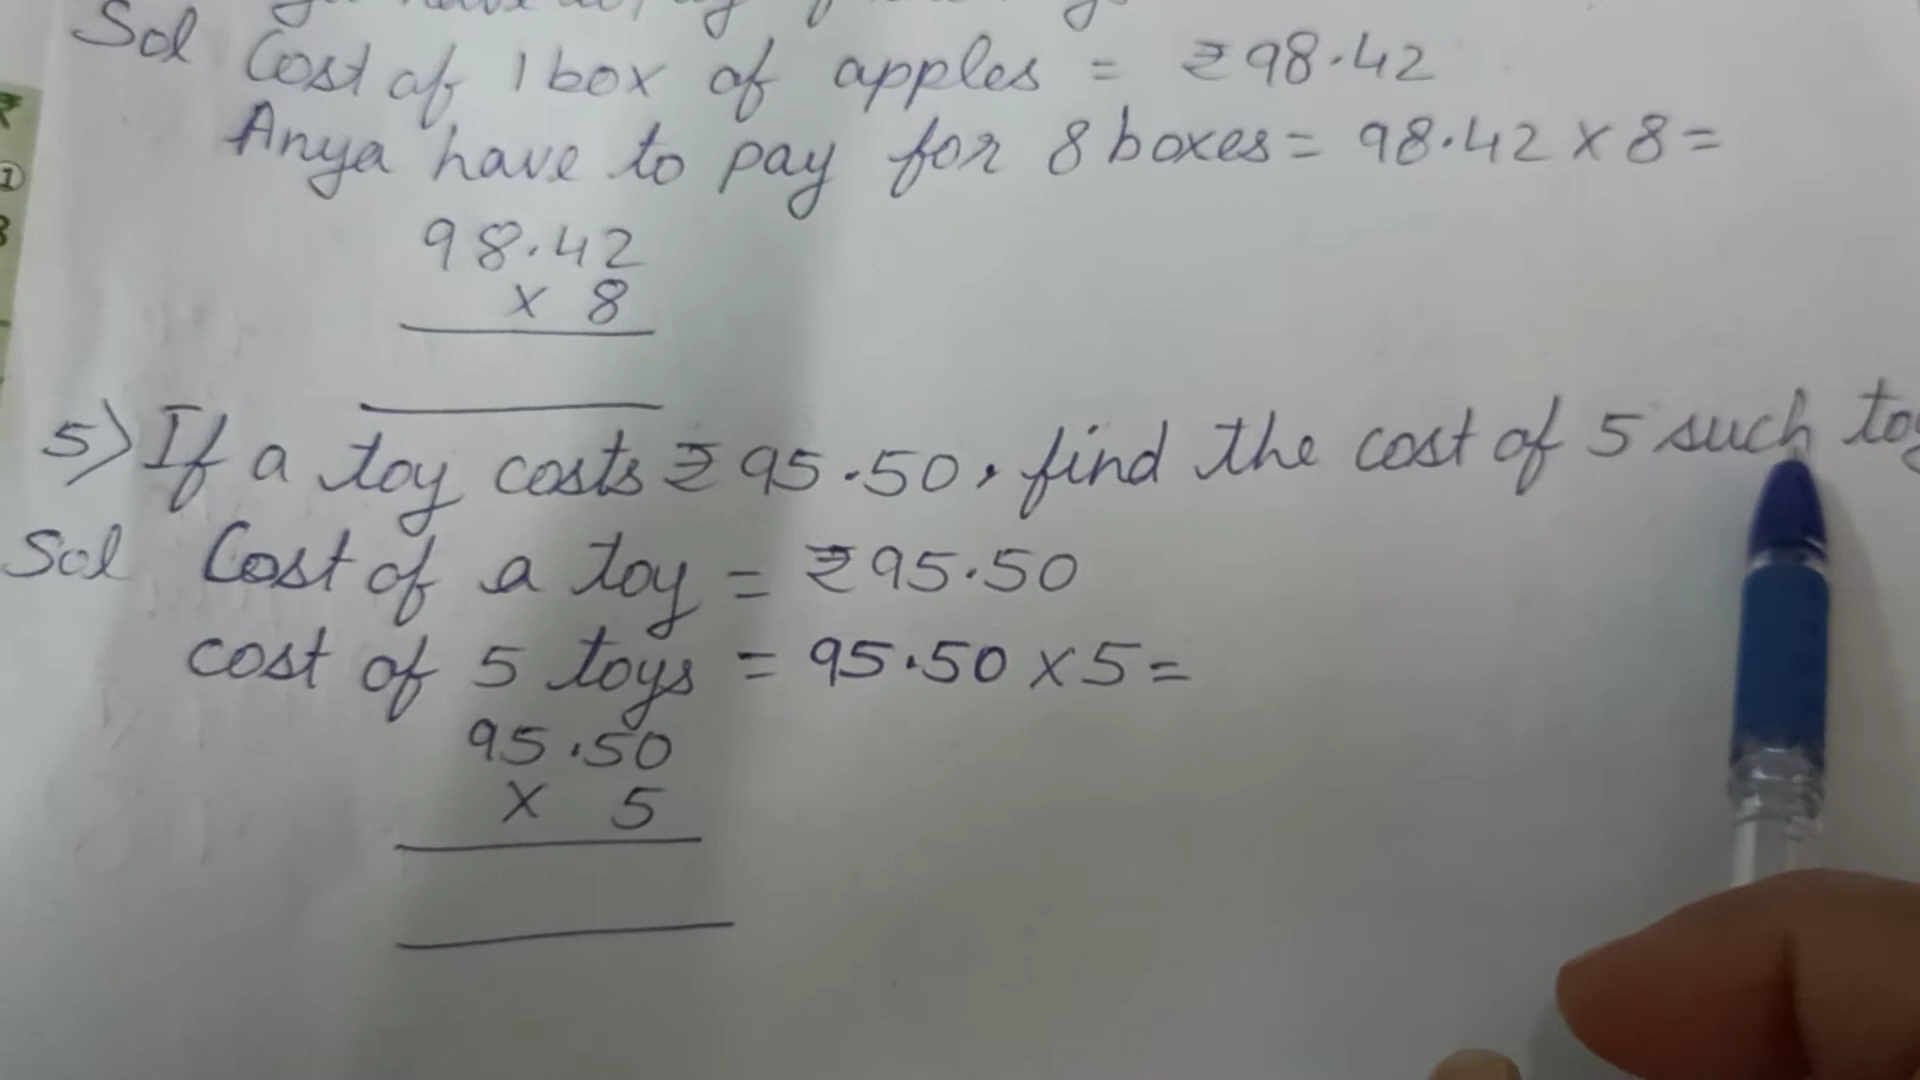 Sol Cost of 1 box of apples = ₹98.42
Anya have to pay for 8 boxes = 98.42 x 8 =
98.42
x 8
5) If a toy costs ₹95.50, find the cost of 5 such toy
Sol Cost of a toy = ₹95.50
cost of 5 toys = 95.50 x 5 =
95.50
x 5